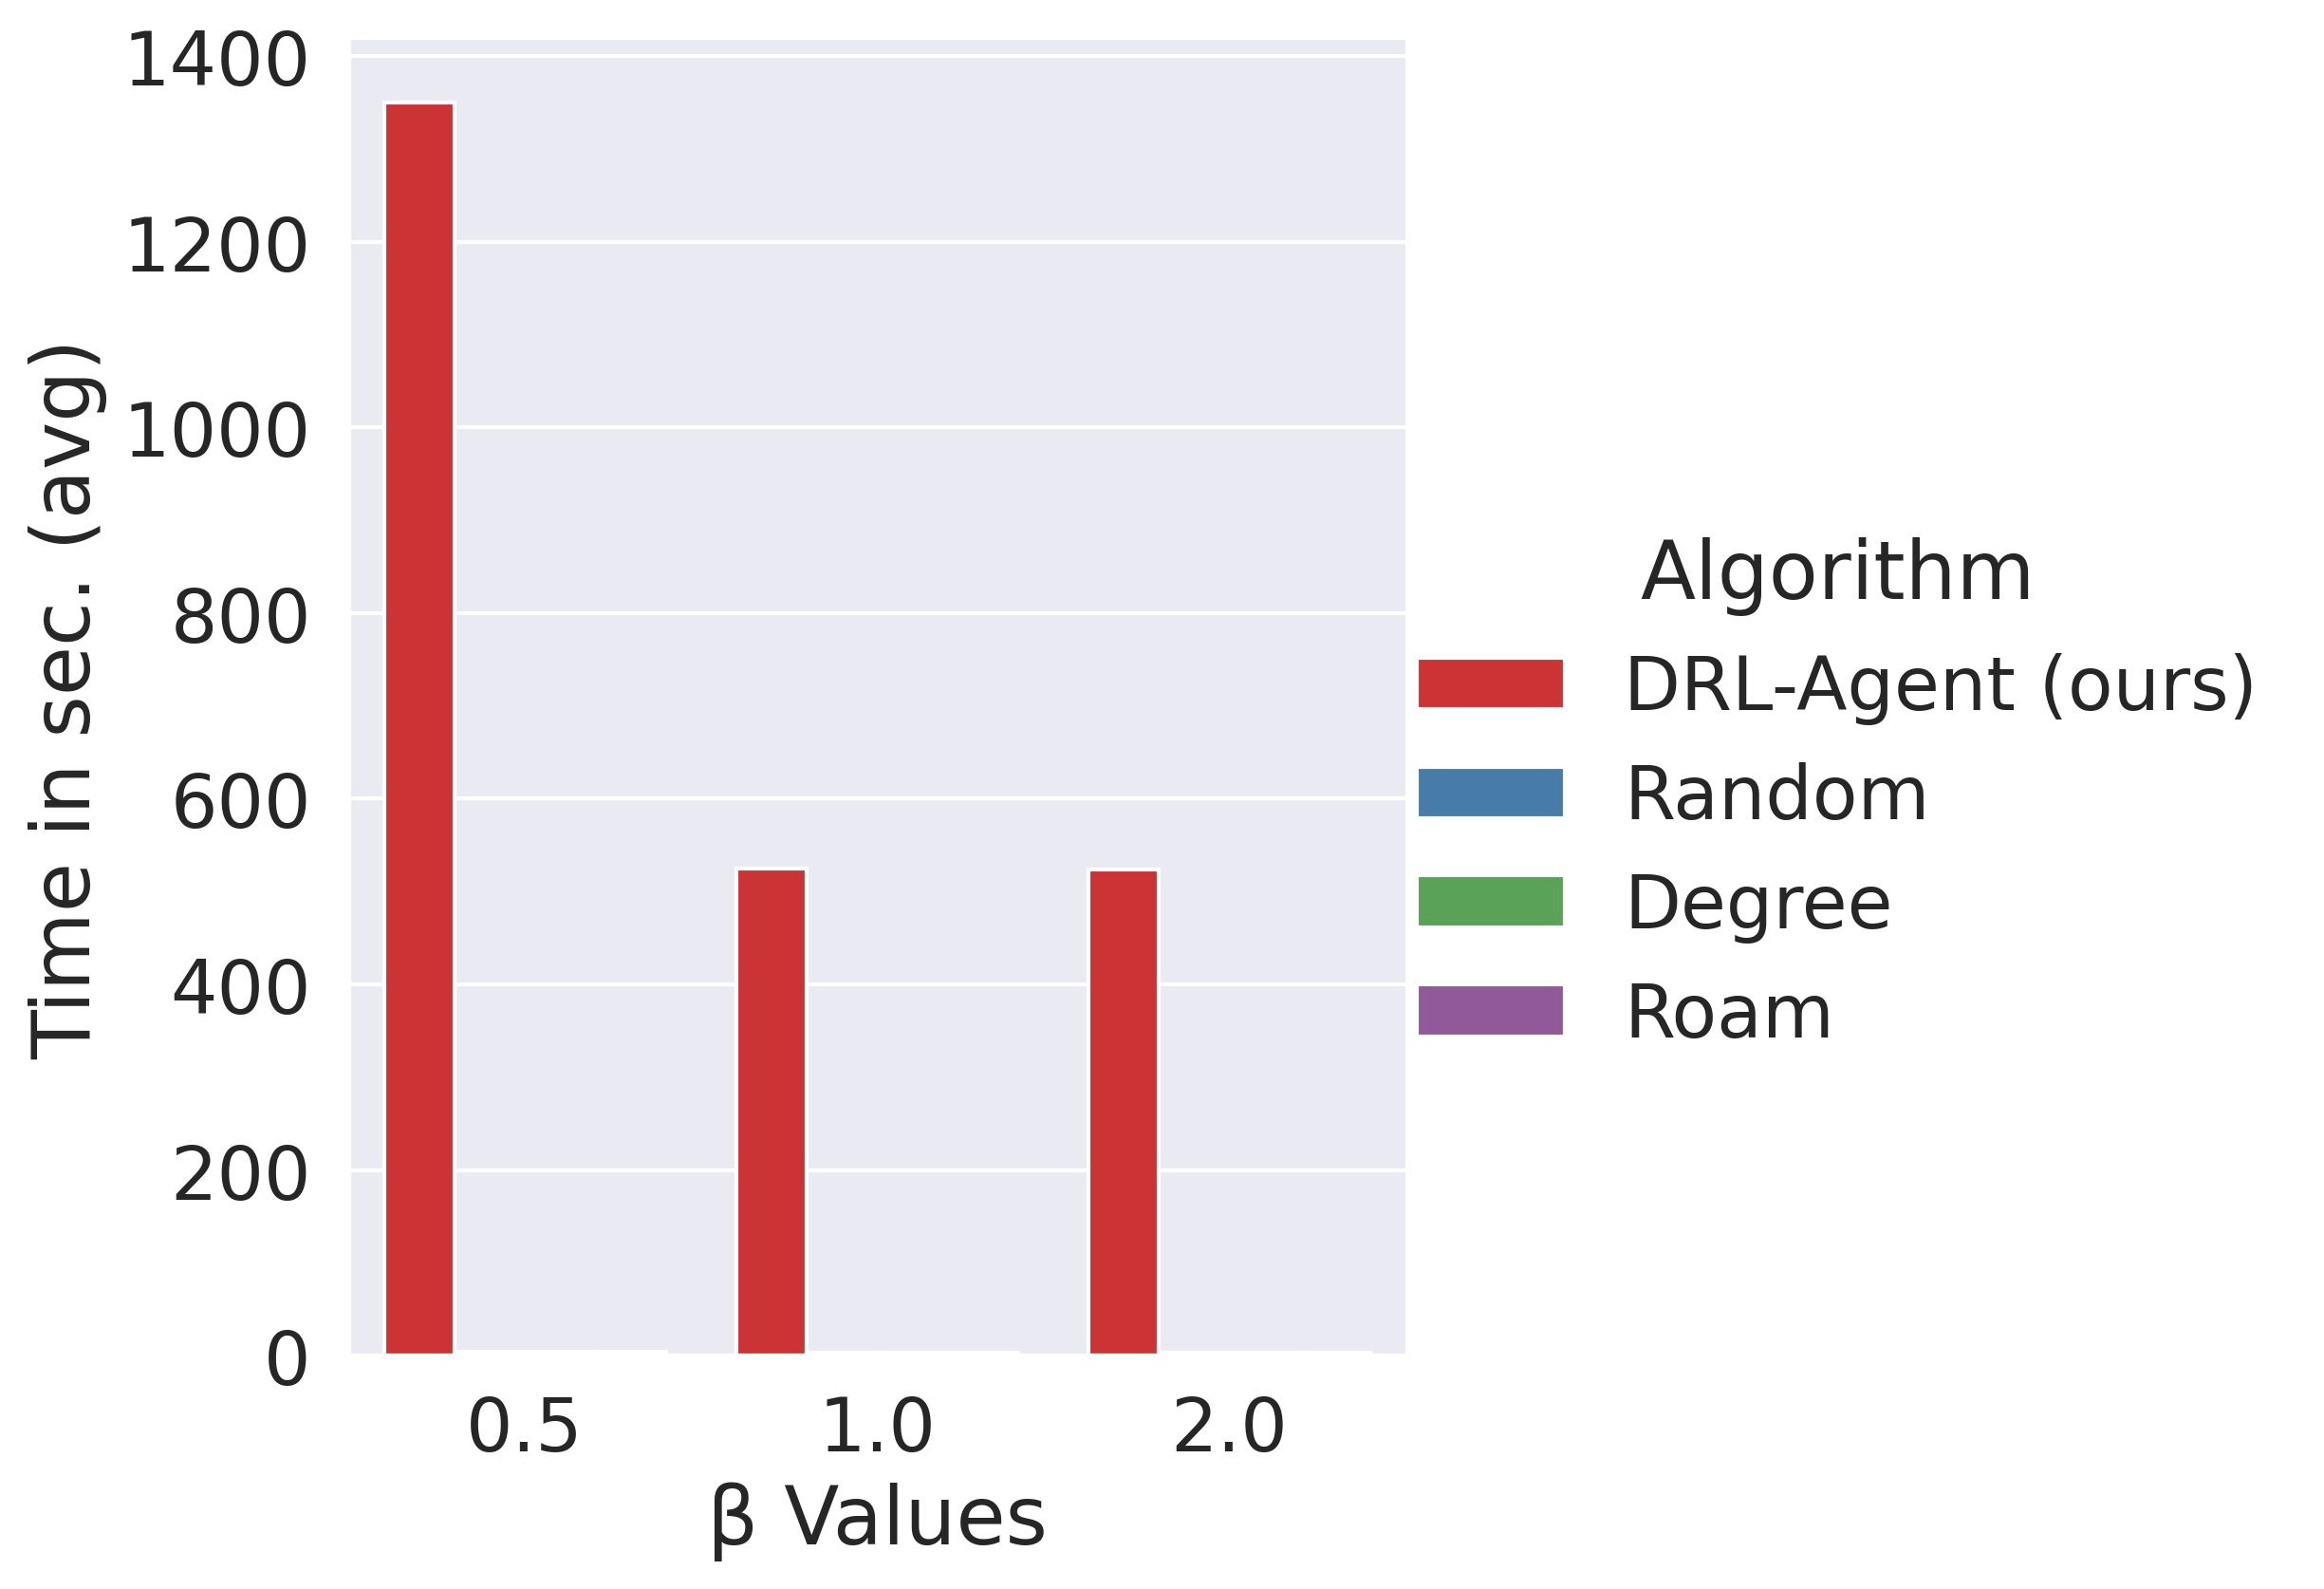 Time in sec. (avg)
1400
1200
1000
800
600
400
200
0
0.5
1.0
2.0
β Values
Algorithm
DRL-Agent (ours)
Random
Degree
Roam